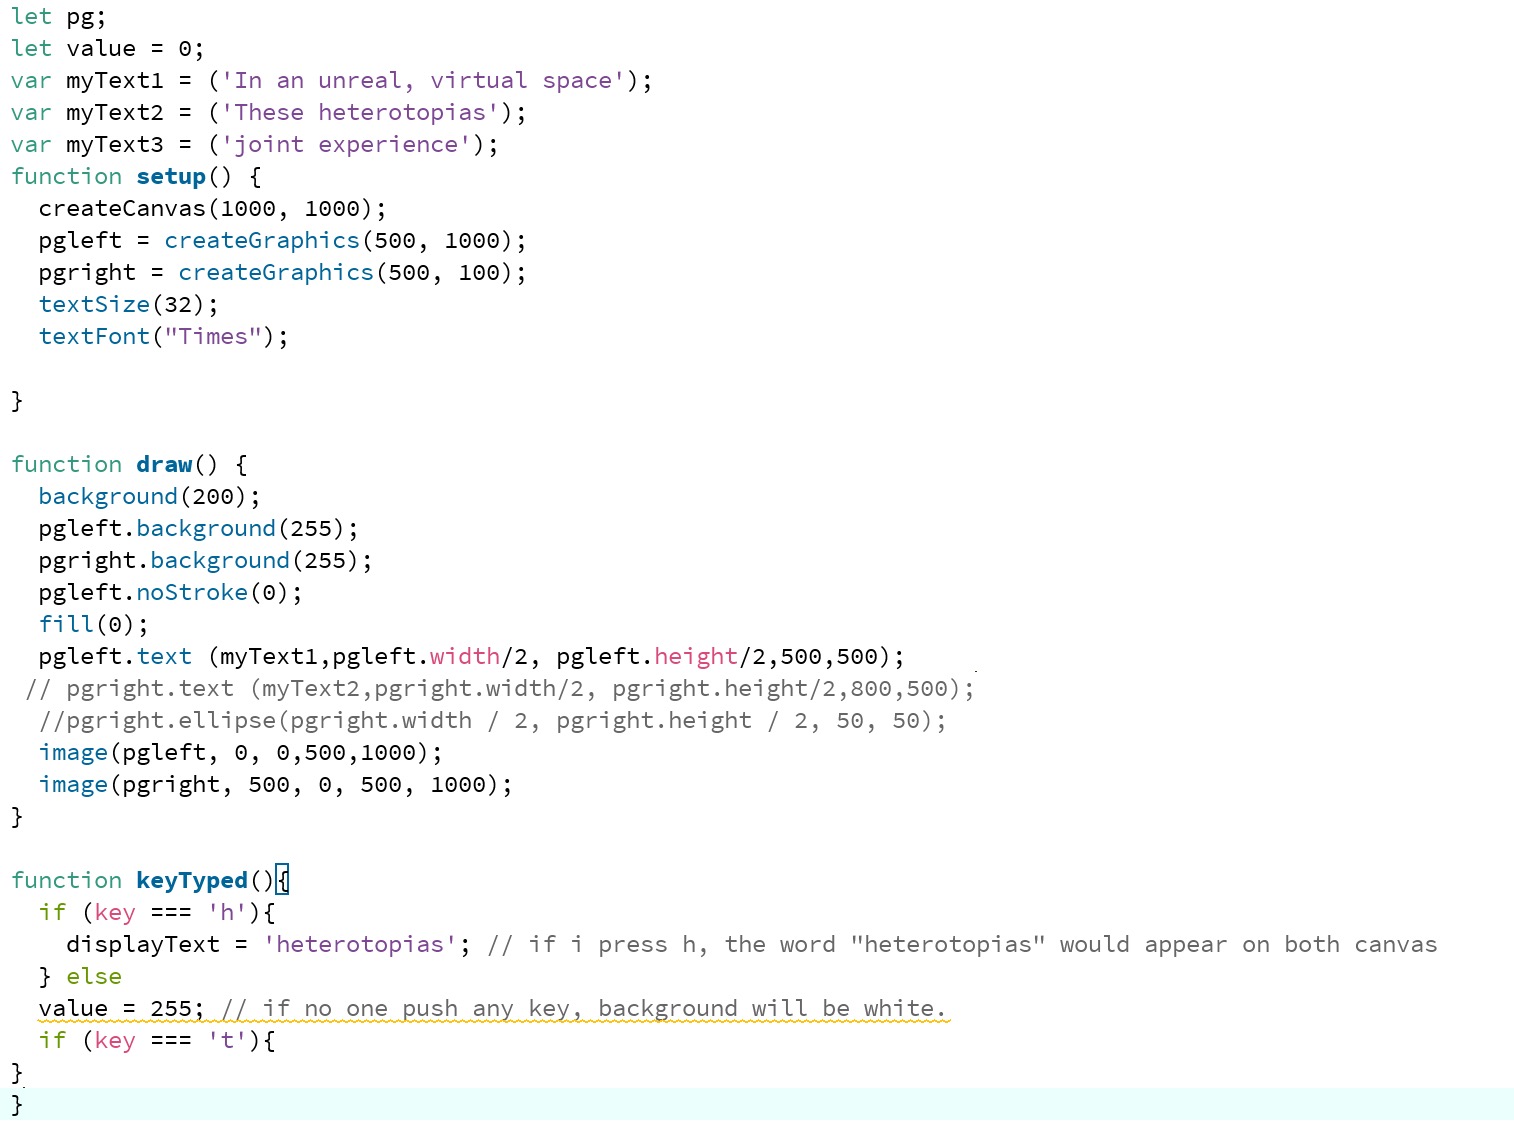 let pg;
let value = 0;
var myText1 = ('In an unreal, virtual space');
var myText2 = ('These heterotopias');
var myText3 = ('joint experience');
function setup() {
  createCanvas(1000, 1000);
  pgleft = createGraphics(500, 1000);
  pgright = createGraphics(500, 100);
  textSize(32);
  textFont("Times");

}

function draw() {
  background(200);
  pgleft.background(255);
  pgright.background(255);
  pgleft.noStroke(0);
  fill(0);
  pgleft.text (myText1,pgleft.width/2, pgleft.height/2,500,500);
 // pgright.text (myText2,pgright.width/2, pgright.height/2,800,500);
  //pgright.ellipse(pgright.width / 2, pgright.height / 2, 50, 50);
  image(pgleft, 0, 0,500,1000);
  image(pgright, 500, 0, 500, 1000);
}

function keyTyped(){
  if (key === 'h'){
    displayText = 'heterotopias'; // if i press h, the word "heterotopias" would appear on both canvas
  } else
  value = 255; // if no one push any key, background will be white.
  if (key === 't'){
}
}